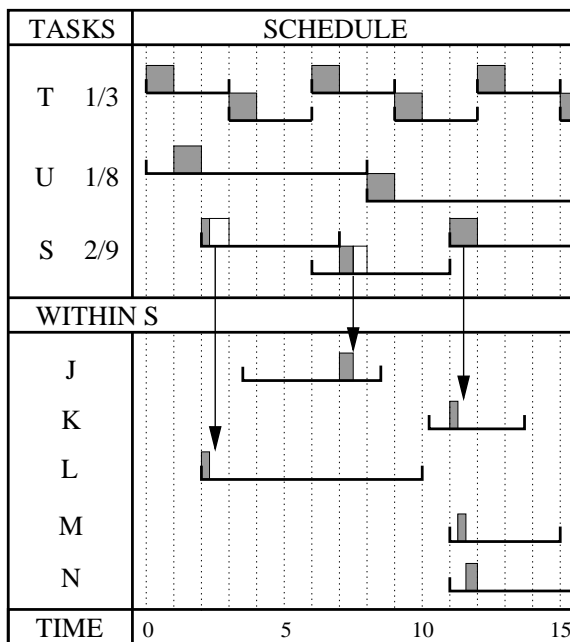 TASKS SCHEDULE
T 1/3
U 1/8
S 2/9
WITHIN S
J
K
L
M
N
TIME 0 5 10 15